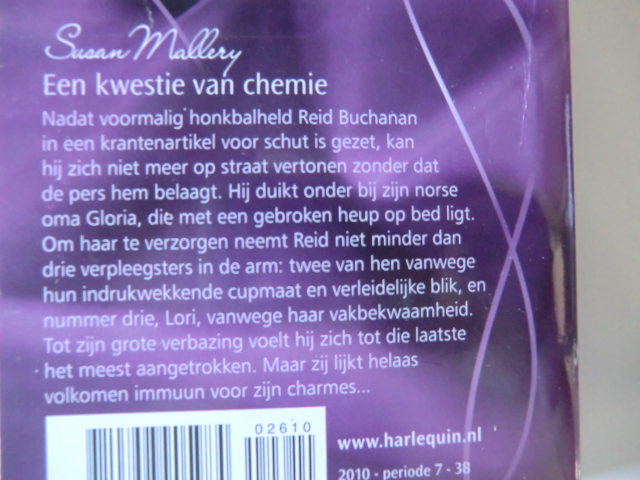 Susan Mallery
Een kwestie van chemie
Nadat voormalig honkbalheld Reid Buchanan
in een krantenartikel voor schut is gezet, kan
hij zich niet meer op straat vertonen zonder dat
de pers hem belaagt. Hij duikt onder bij zijn norse
oma Gloria, die met een gebroken heup op bed ligt.
Om haar te verzorgen neemt Reid niet minder dan
drie verpleegsters in de arm: twee van hen vanwege
hun indrukwekkende cupmaat en verleidelijke blik, en
nummer drie, Lori, vanwege haar vakbekwaamheid.
Tot zijn grote verbazing voelt hij zich tot die laatste
het meest aangetrokken. Maar zij lijkt helaas
volkomen immuun voor zijn charmes...
02610
www.harlequin.nl
2010 - periode 7 - 38